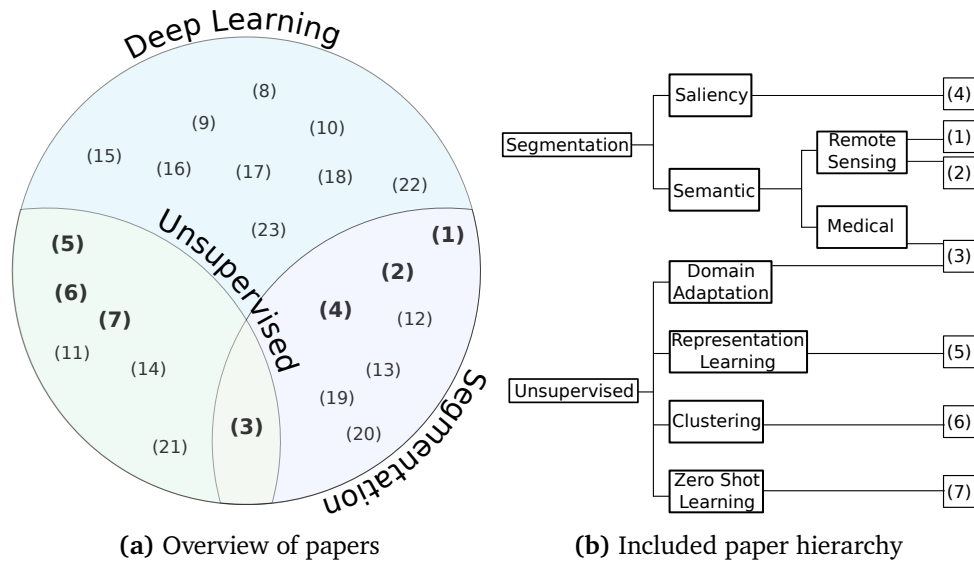 Deep Learning
(8)
(9)
(10)
(15)
(16)
(17)
(18)
(22)
(23)
Unsupervised
(5)
(6)
(7)
(11)
(14)
(21)
(3)
(1)
(2)
(4)
(12)
(13)
(19)
(20)
Segmentation
(a) Overview of papers
Segmentation
Saliency
Semantic
Remote
Sensing
Medical
(4)
(1)
(2)
(3)
Unsupervised
Domain
Adaptation
Representation
Learning
(5)
Clustering
(6)
Zero Shot
Learning
(7)
(b) Included paper hierarchy